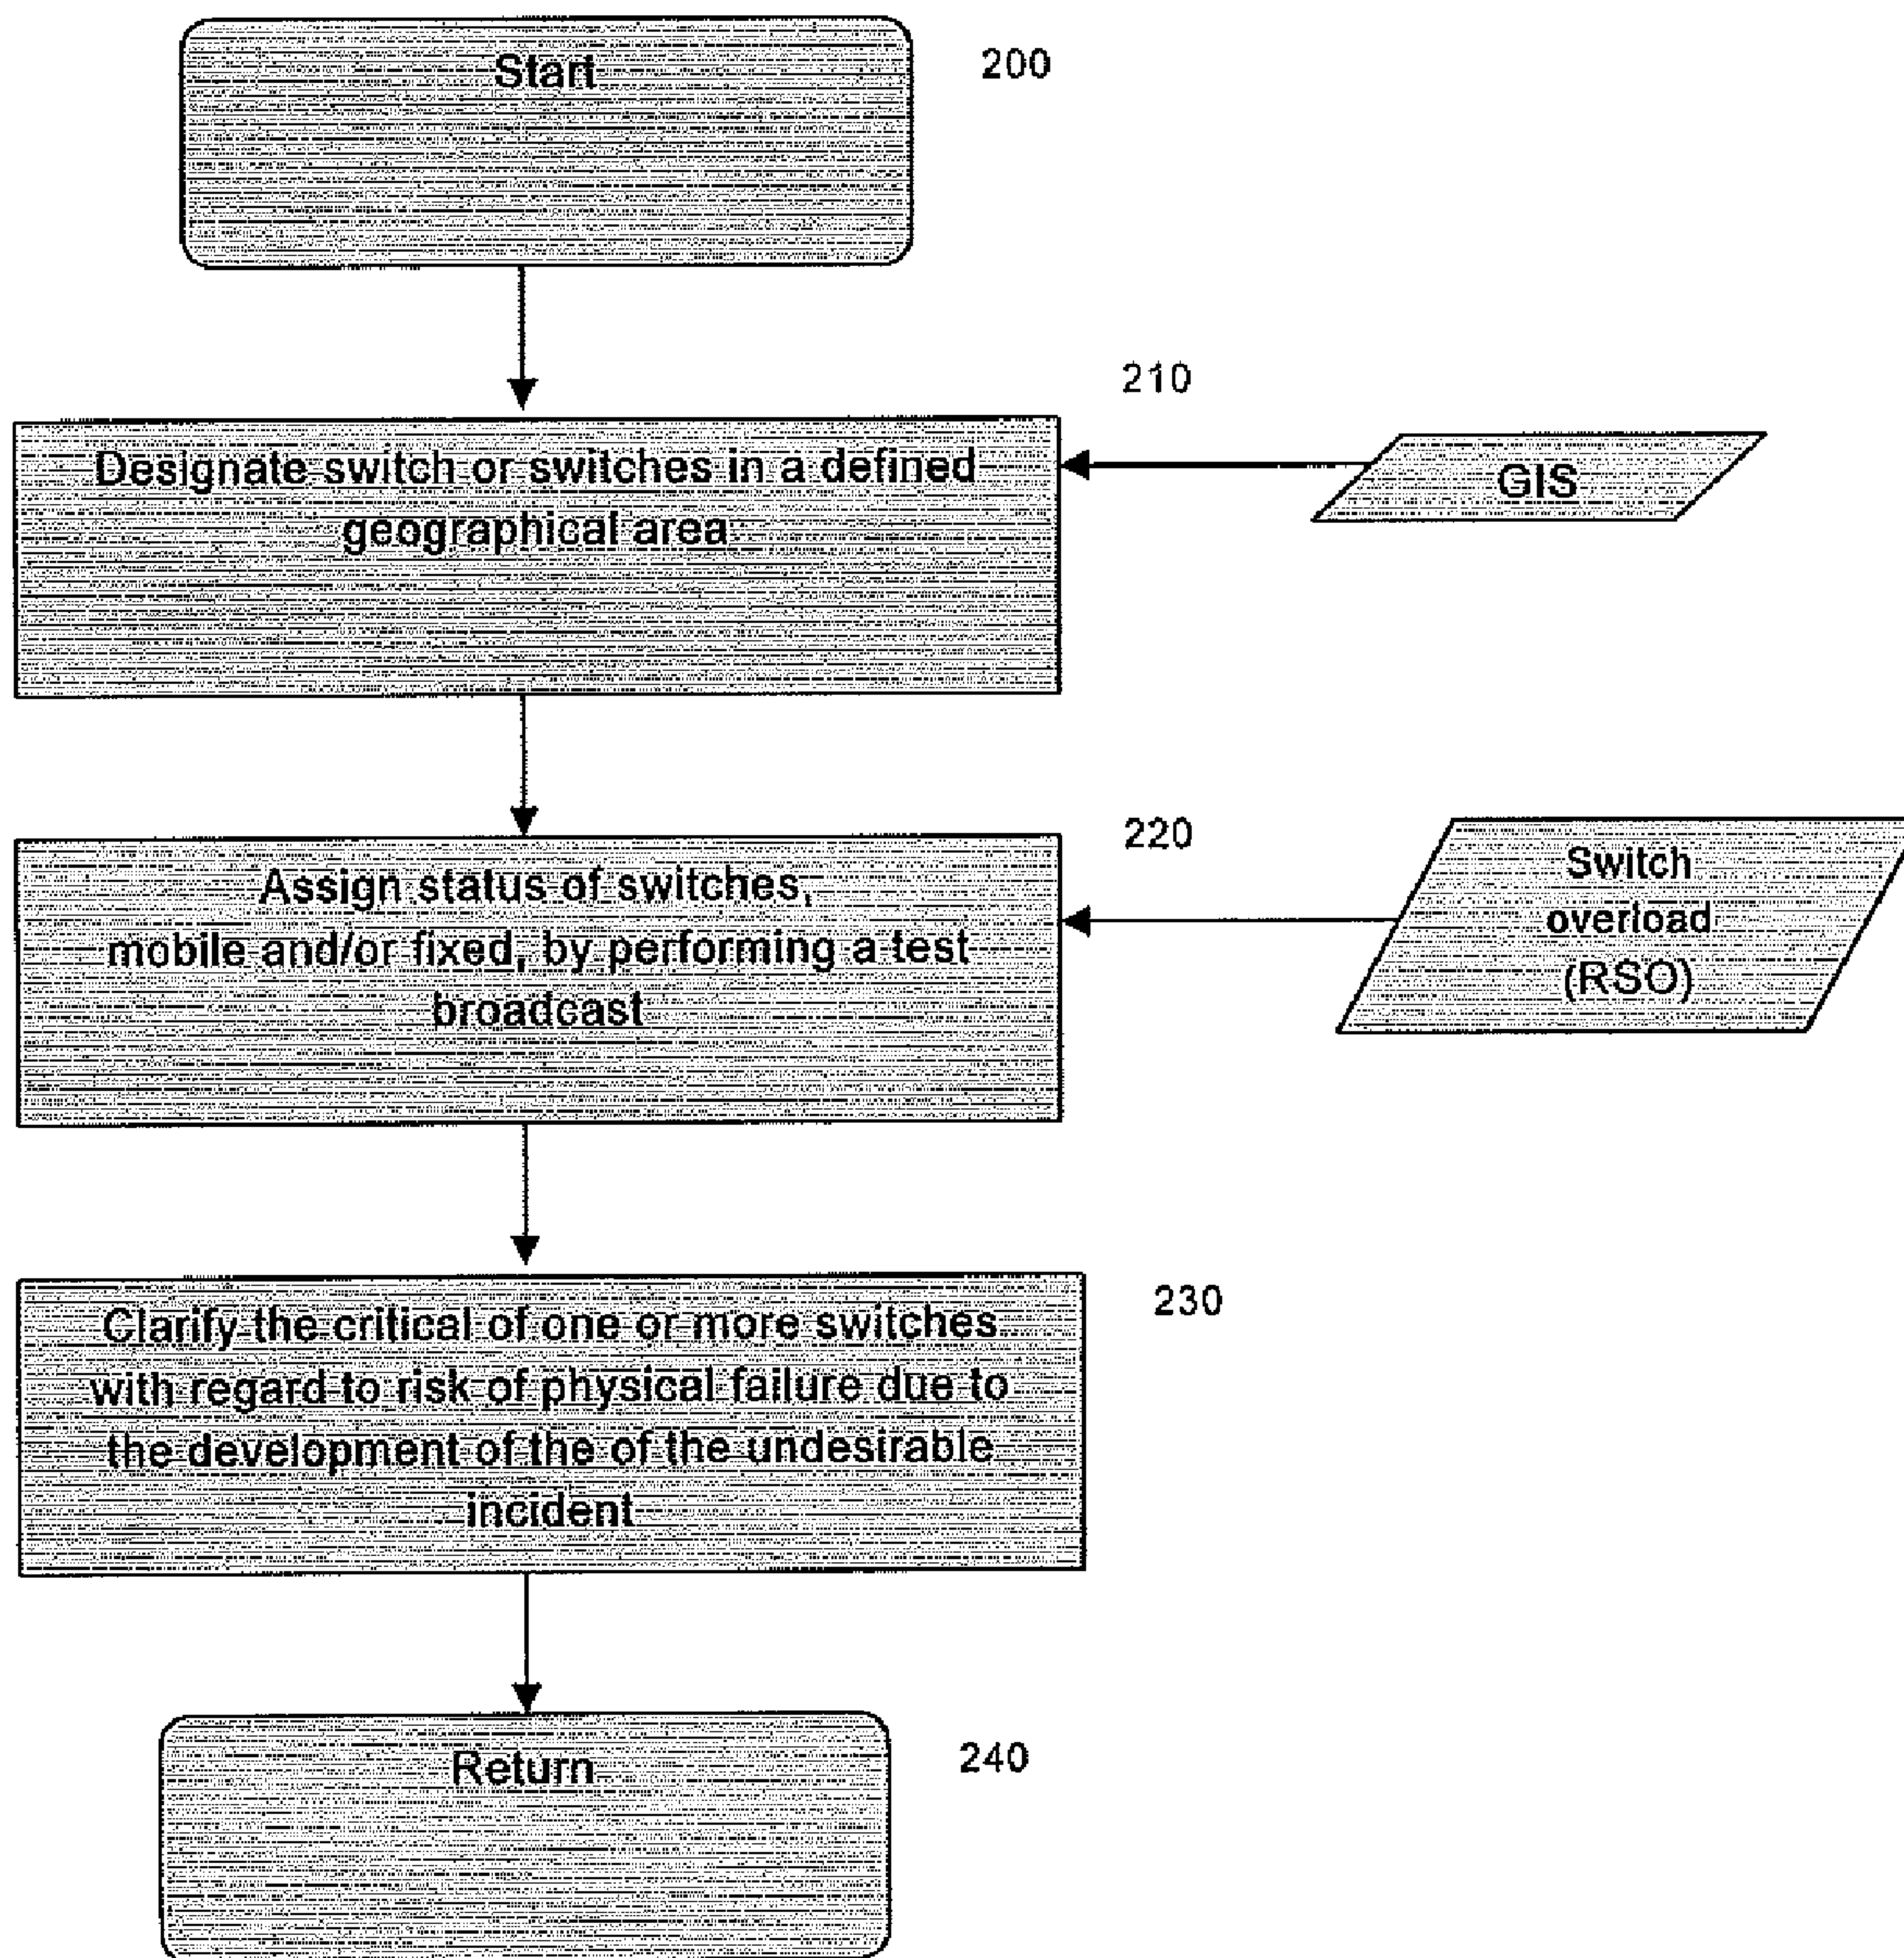 Start
200
210
Designate switch or switches in a defined
geographical area
GIS
220
Assign status of switches,
mobile and/or fixed, by performing a test
broadcast
Switch
overload
(RSO)
230
Clarify the critical of one or more switches
with regard to risk of physical failure due to
the development of the of the undesirable
incident
Return
240